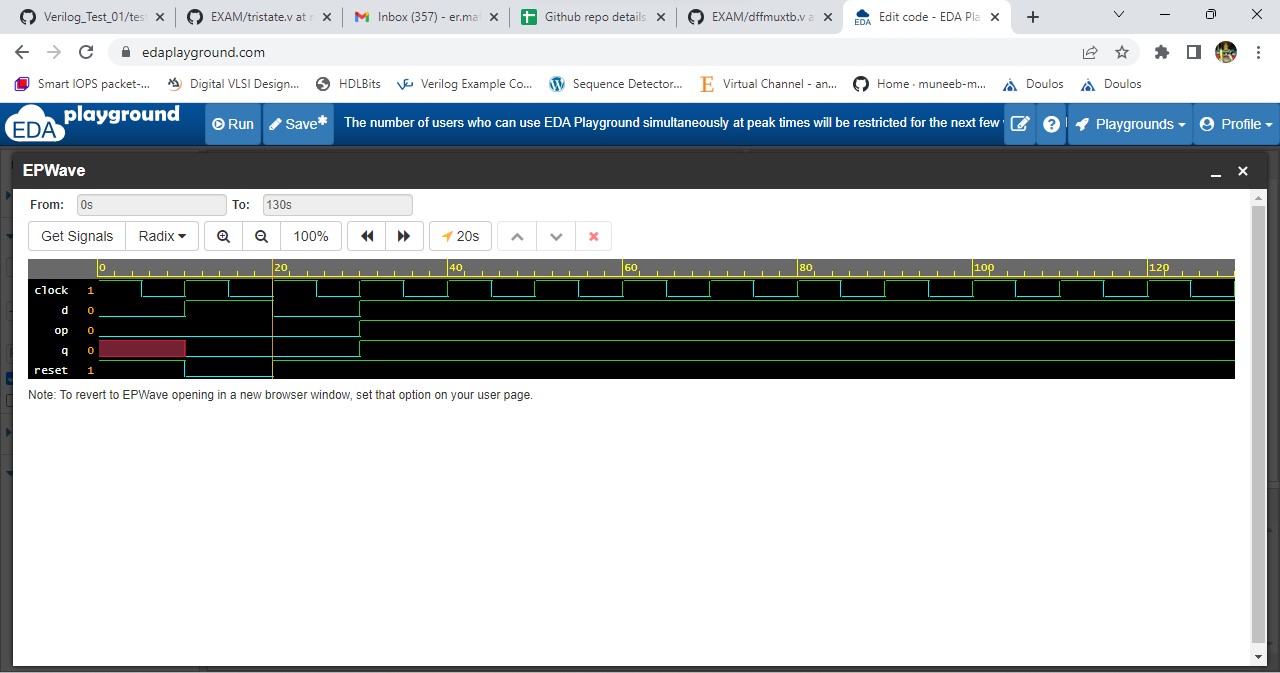 Verilog_Test_01/tes
EXAM/tristate.v at
Inbox (357) - er.ma
Github repo details
EXAM/dffmuxtb.v a
EDA
Edit code - EDA Pla
edaplayground.com
Smart IOPS packet-...
Digital VLSI Design...
HDLBits
Verilog Example Co...
Sequence Detector...
Virtual Channel - an...
Home · muneeb-m...
Doulos
Doulos
EDA playground
Run
Save*
The number of users who can use EDA Playground simultaneously at peak times will be restricted for the next few
?
Playgrounds
Profile
EPWave
From: 0s To: 130s
Get Signals Radix 100% 20s
0 20 40 60 80 100 120
clock 1
d 0
op 0
q 0
reset 1
Note: To revert to EPWave opening in a new browser window, set that option on your user page.